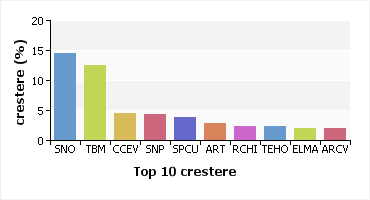 crestere (%)
20
15
10
5
0
SNO TBM CCEV SNP SPCU ART RCHI TEHO ELMA ARCV
Top 10 crestere